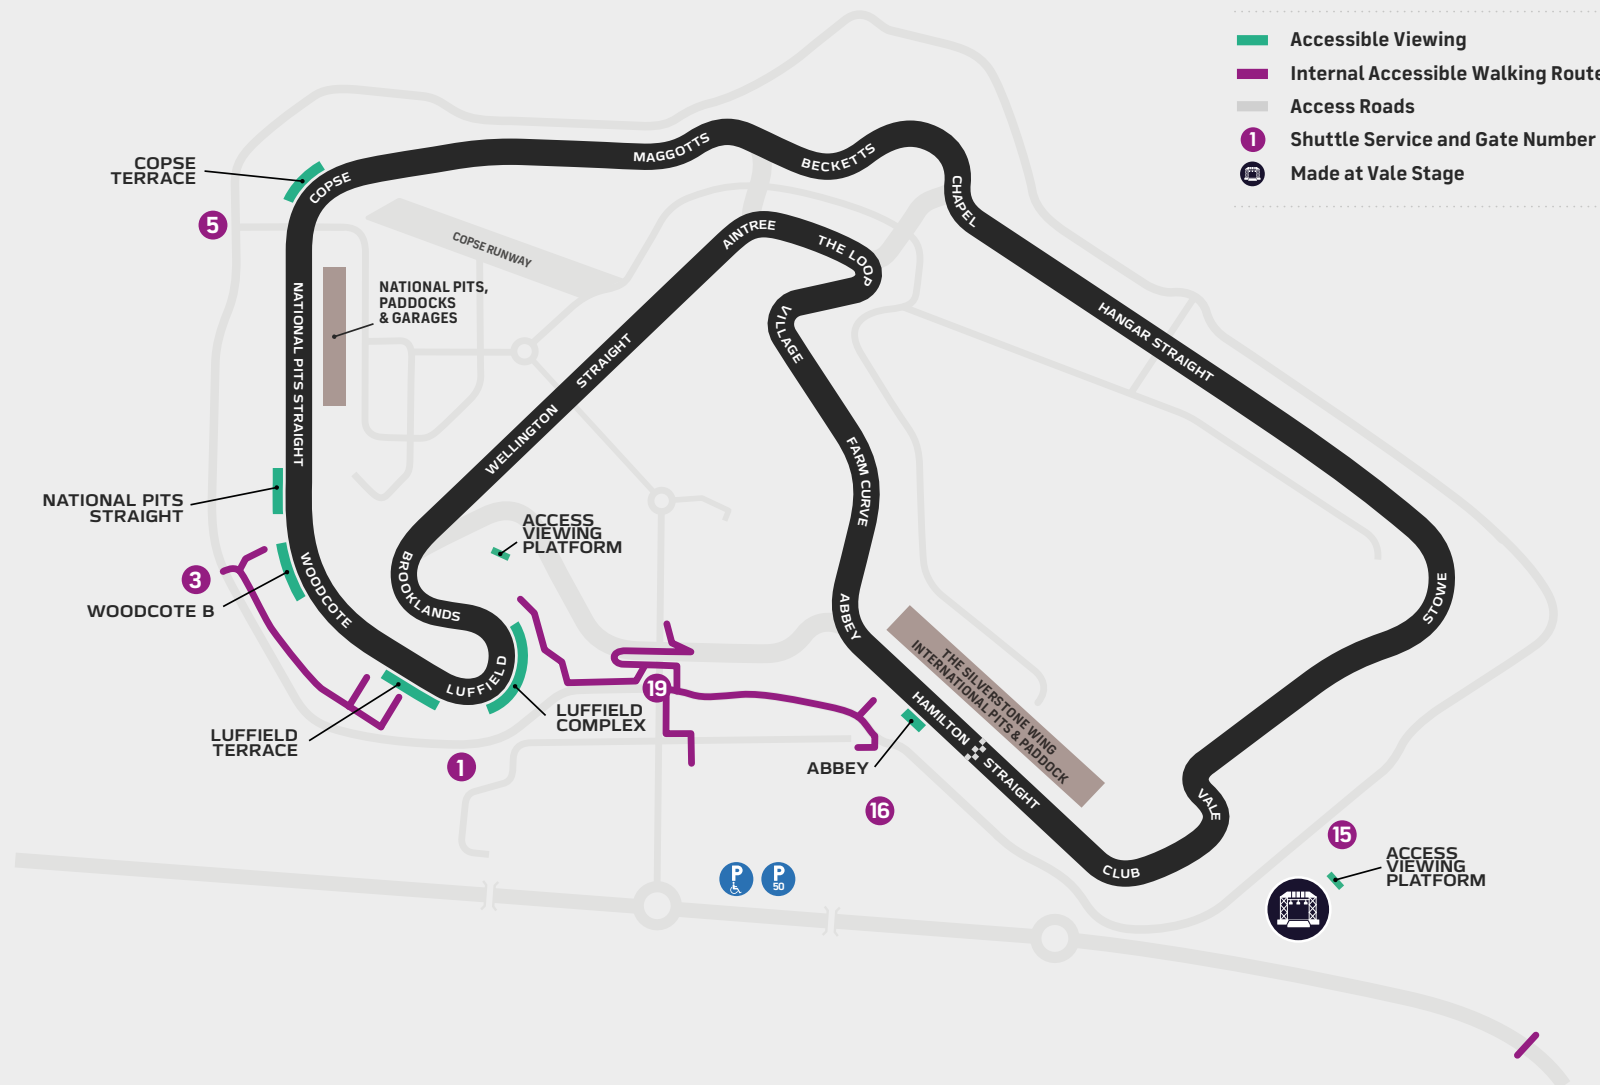 Accessible Viewing
Internal Accessible Walking Route
Access Roads
1 Shuttle Service and Gate Number
Made at Vale Stage
COPSE
TERRACE
COPSE
MAGGOTTS
BECKETTS
CHAPEL
5
COPSE RUNWAY
AINTREE
THE LOOP
NATIONAL PITS,
PADDOCKS
& GARAGES
NATIONAL PITS STRAIGHT
WELLINGTON STRAIGHT
VILLAGE
HANGAR STRAIGHT
FARM CURVE
NATIONAL PITS
STRAIGHT
ACCESS
VIEWING
PLATFORM
3
WOODCOTE B
WOODCOTE
BROOKLANDS
ABBEY
STOWE
LUFFIELD
THE SILVERSTONE WING
INTERNATIONAL PITS & PADDOCK
19
LUFFIELD
COMPLEX
LUFFIELD
TERRACE
HAMILTON STRAIGHT
1
ABBEY
16
VALE
15
CLUB
ACCESS
VIEWING
PLATFORM
P
P
50